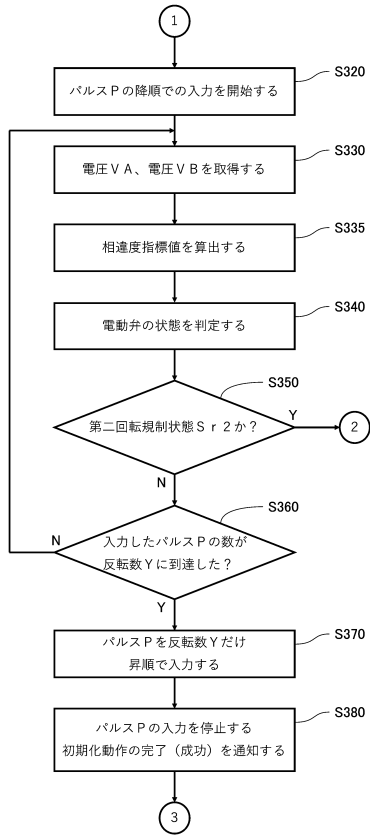 1
S320
パルスPの降順での入力を開始する
S330
電圧VA、電圧VBを取得する
S335
相違度指標値を算出する
S340
電動弁の状態を判定する
S350
第二回転規制状態Sr2か？
Y
2
N
S360
入力したパルスPの数が
反転数Yに到達した？
N
Y
S370
パルスPを反転数Yだけ
昇順で入力する
S380
パルスPの入力を停止する
初期化動作の完了（成功）を通知する
3